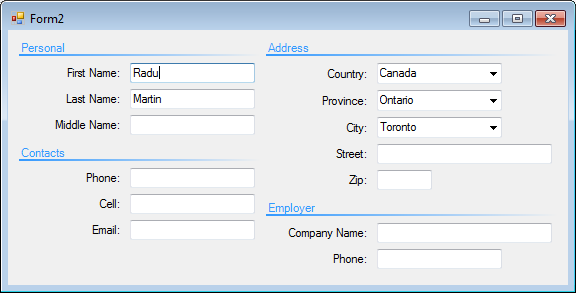 Form2
Personal
First Name: Radu
Last Name: Martin
Middle Name:
Contacts
Phone:
Cell:
Email:
Address
Country: Canada
Province: Ontario
City: Toronto
Street:
Zip:
Employer
Company Name:
Phone: